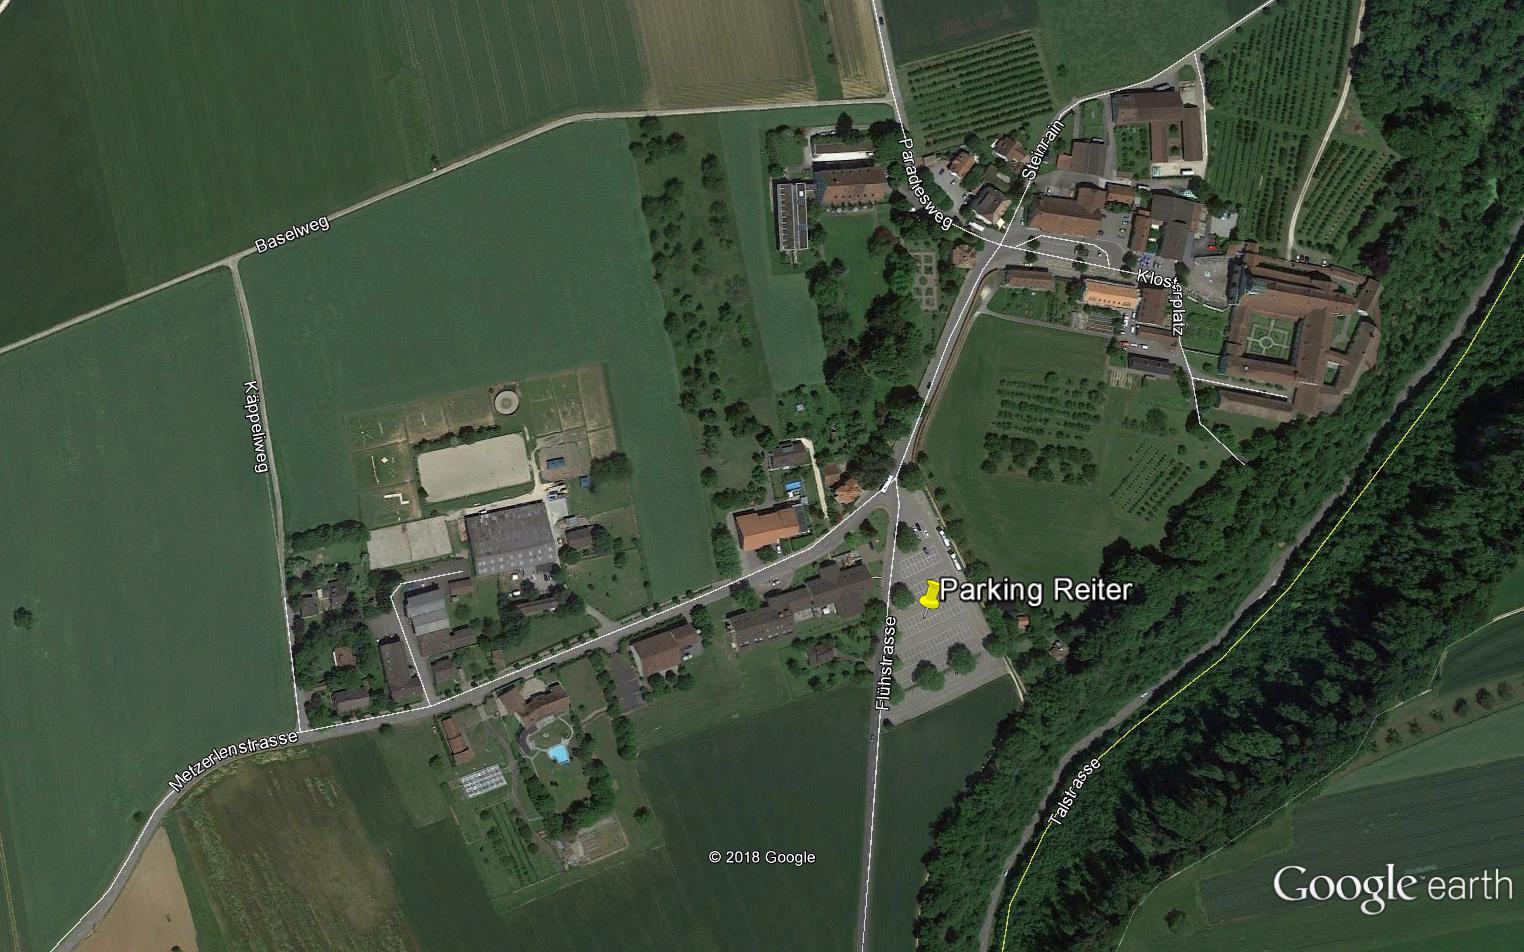 Steinrain
Paradiesweg
Baselweg
Klosterplatz
Käppeliweg
Parking Reiter
Flühstrasse
Metzerlenstrasse
Talstrasse
© 2018 Google
Google earth